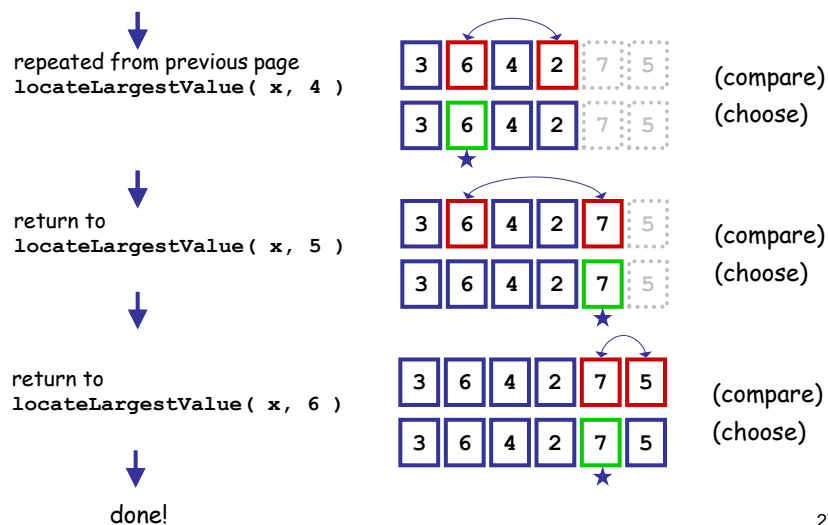 repeated from previous page
locateLargestValue( x, 4 )
3 6 4 2 7 5
(compare)
3 6 4 2 7 5
(choose)
return to
locateLargestValue( x, 5 )
3 6 4 2 7 5
(compare)
3 6 4 2 7 5
(choose)
return to
locateLargestValue( x, 6 )
3 6 4 2 7 5
(compare)
3 6 4 2 7 5
(choose)
done!